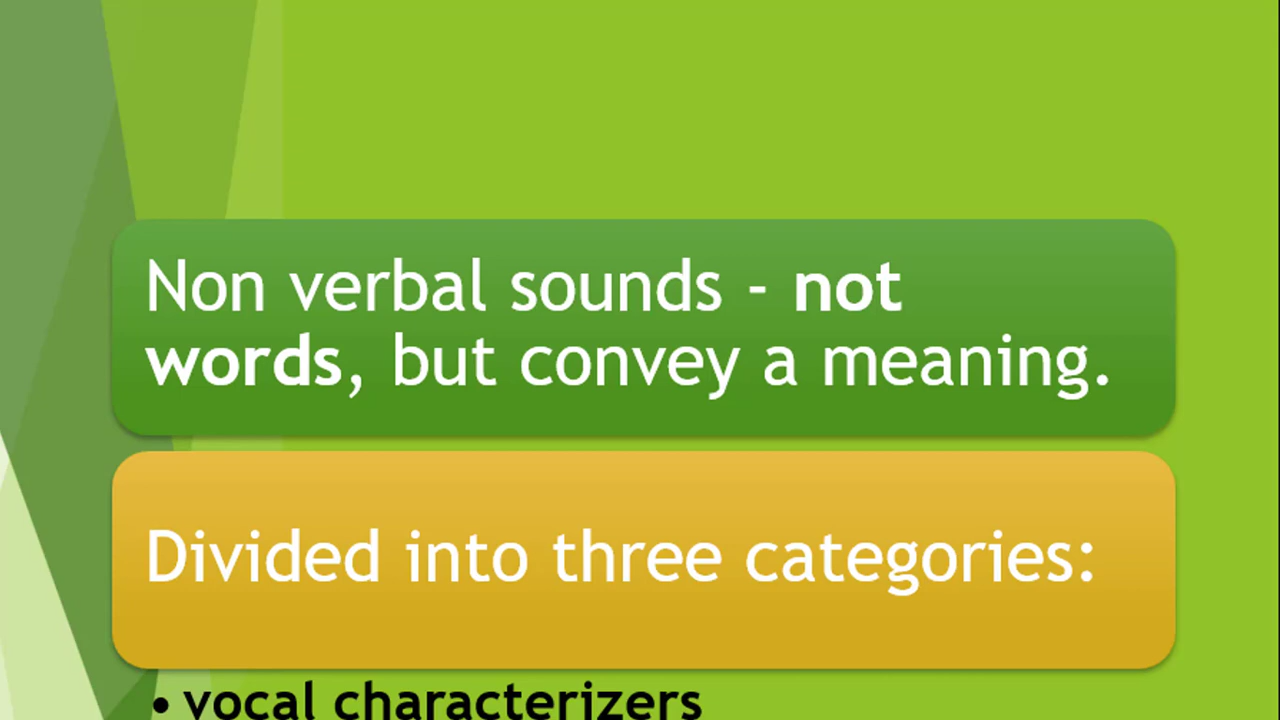 Non verbal sounds - not
words, but convey a meaning.
Divided into three categories:
• vocal characterizers